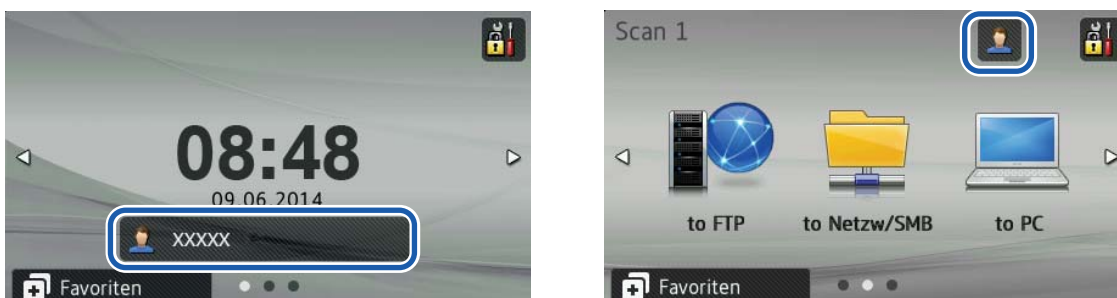 08:48
09.06.2014
XXXXX
Favoriten
Scan 1
to FTP
to Netzw/SMB
to PC
Favoriten